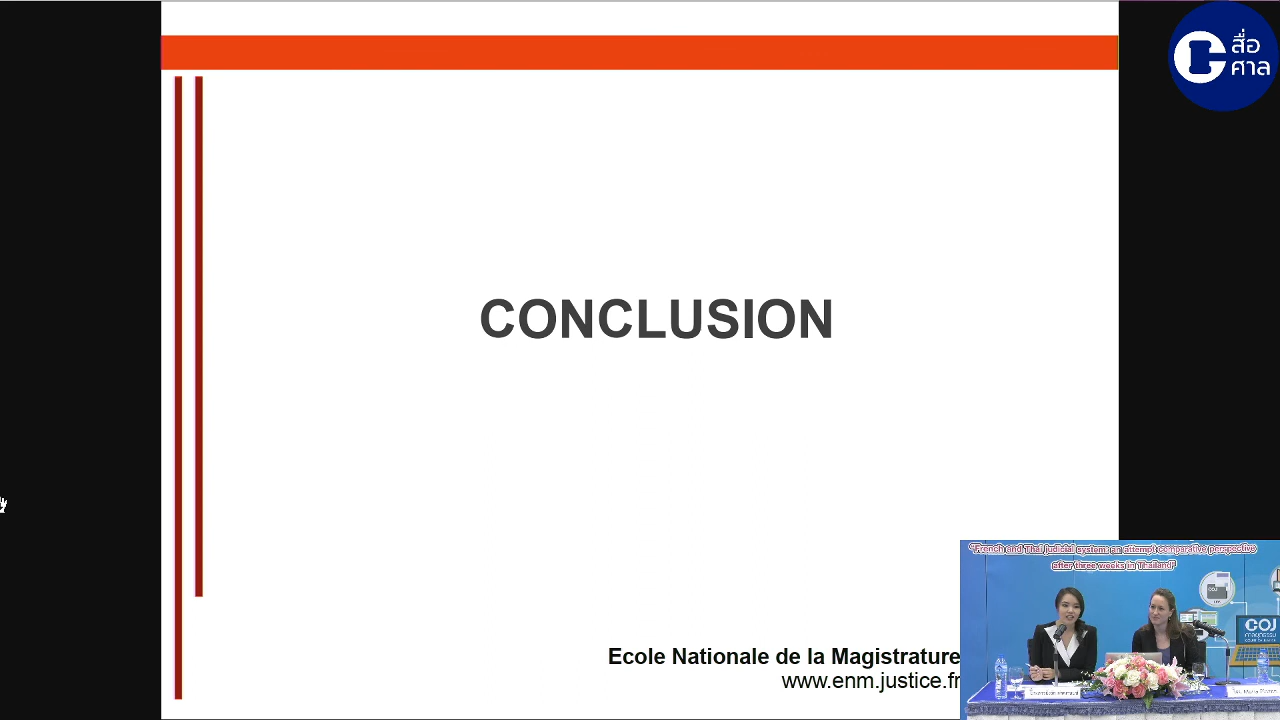 สื่อ
ศาล
CONCLUSION
"French and Thai judicial system: an attempt comparative perspective
after three weeks in Thailand"
COJ
Ecole Nationale de la Magistrature
www.enm.justice.fr